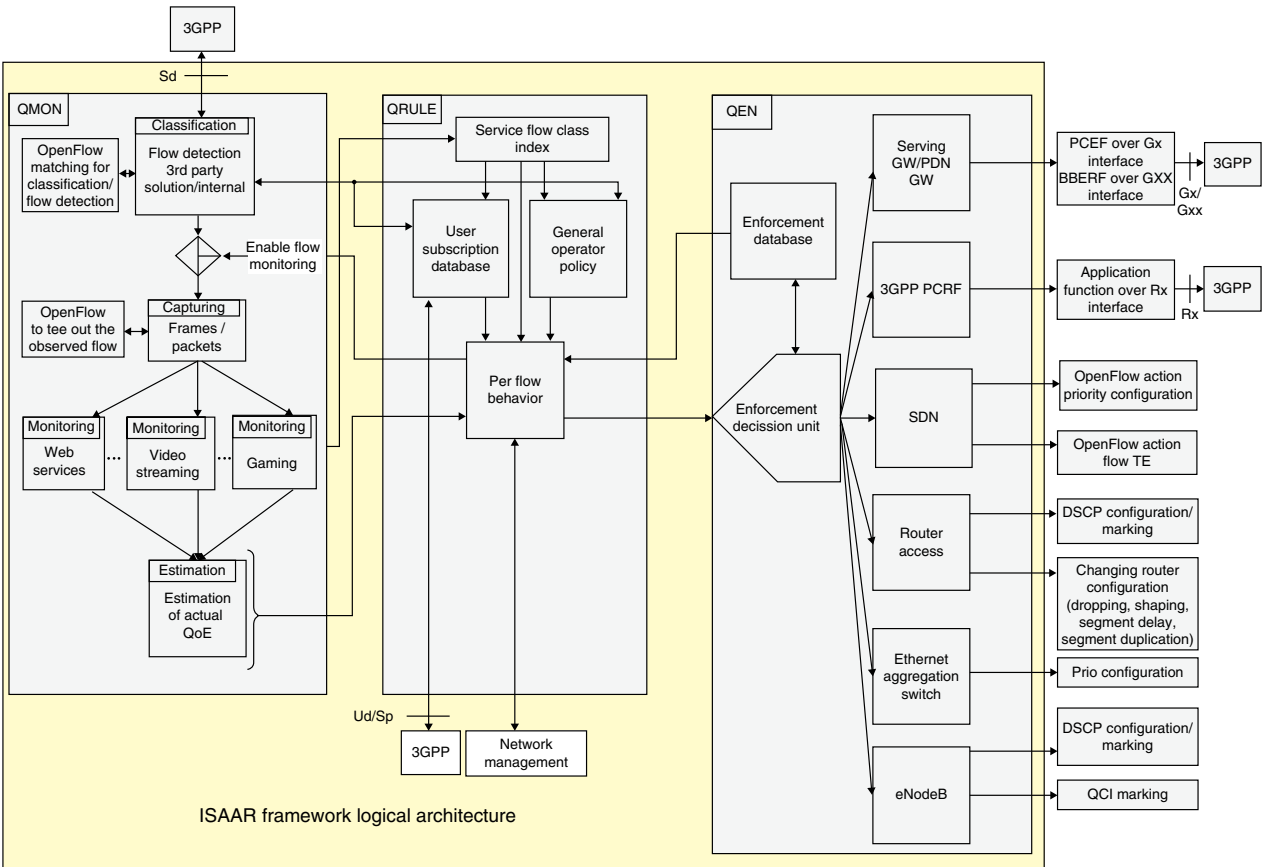 3GPP
Sd
QMON
Classification
Flow detection
3rd party
solution/internal
OpenFlow
matching for
classification/
flow detection
Enable flow
monitoring
OpenFlow
to tee out the
observed flow
Capturing
Frames /
packets
Monitoring
Web
services
...
Monitoring
Video
streaming
...
Monitoring
Gaming
Estimation
Estimation
of actual
QoE
QRULE
Service flow class
index
User
subscription
database
General
operator
policy
Per flow
behavior
Ud/Sp
3GPP
Network
management
QEN
Enforcement
database
Enforcement
decission unit
Serving
GW/PDN
GW
3GPP PCRF
SDN
Router
access
Ethernet
aggregation
switch
eNodeB
PCEF over Gx
interface
BBERF over GXX
interface
Gx/
Gxx
3GPP
Application
function over Rx
interface
Rx
3GPP
OpenFlow action
priority configuration
OpenFlow action
flow TE
DSCP configuration/
marking
Changing router
configuration
(dropping, shaping,
segment delay,
segment duplication)
Prio configuration
DSCP configuration/
marking
QCI marking
ISAAR framework logical architecture